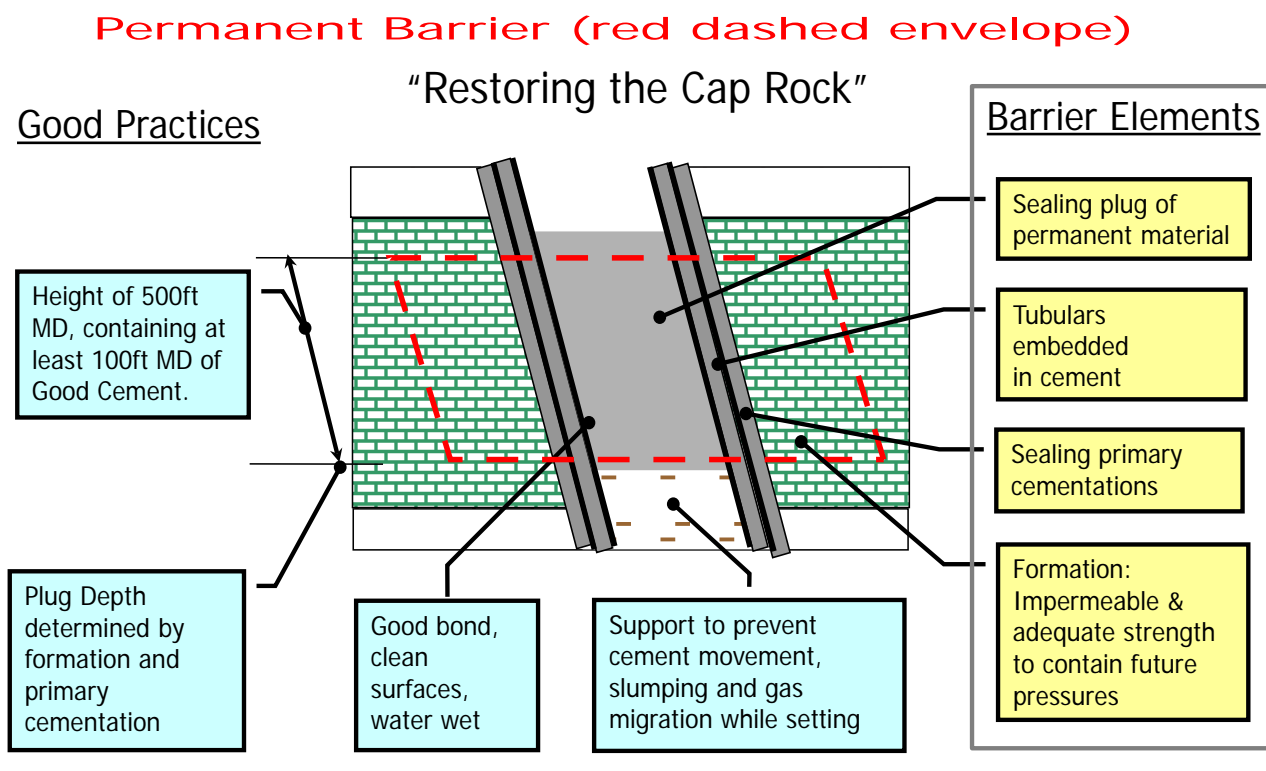 Permanent Barrier (red dashed envelope)
"Restoring the Cap Rock"
Good Practices
Height of 500ft
MD, containing at
least 100ft MD of
Good Cement.
Plug Depth
determined by
formation and
primary
cementation
Good bond,
clean
surfaces,
water wet
Support to prevent
cement movement,
slumping and gas
migration while setting
Barrier Elements
Sealing plug of
permanent material
Tubulars
embedded
in cement
Sealing primary
cementations
Formation:
Impermeable &
adequate strength
to contain future
pressures